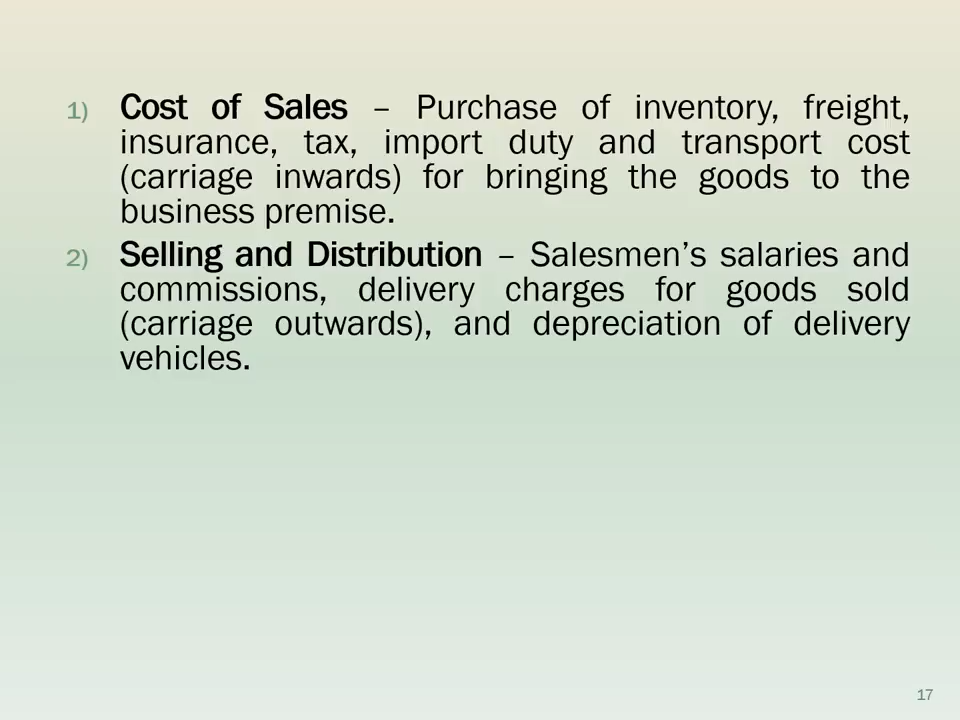 1) Cost of Sales – Purchase of inventory, freight,
insurance, tax, import duty and transport cost
(carriage inwards) for bringing the goods to the
business premise.
2) Selling and Distribution – Salesmen’s salaries and
commissions, delivery charges for goods sold
(carriage outwards), and depreciation of delivery
vehicles.
17